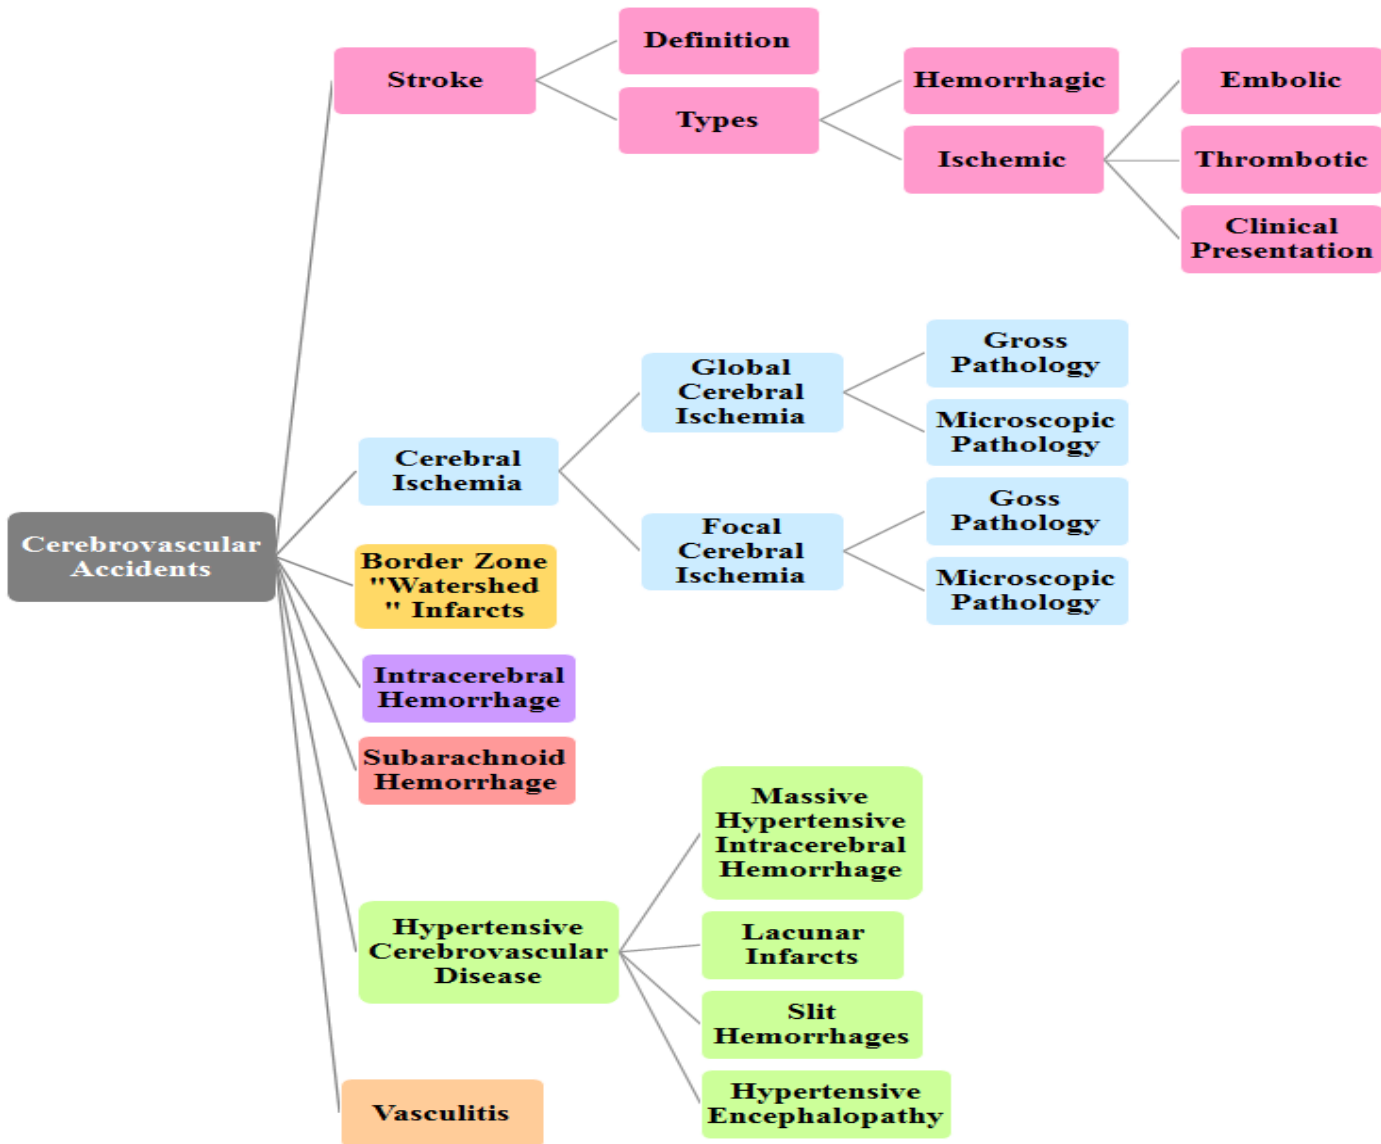 Stroke
Definition
Types
Hemorrhagic
Ischemic
Embolic
Thrombotic
Clinical
Presentation
Cerebrovascular
Accidents
Cerebral
Ischemia
Global
Cerebral
Ischemia
Gross
Pathology
Microscopic
Pathology
Focal
Cerebral
Ischemia
Goss
Pathology
Microscopic
Pathology
Border Zone
"Watershed
" Infarcts
Intracerebral
Hemorrhage
Subarachnoid
Hemorrhage
Hypertensive
Cerebrovascular
Disease
Massive
Hypertensive
Intracerebral
Hemorrhage
Lacunar
Infarcts
Slit
Hemorrhages
Hypertensive
Encephalopathy
Vasculitis